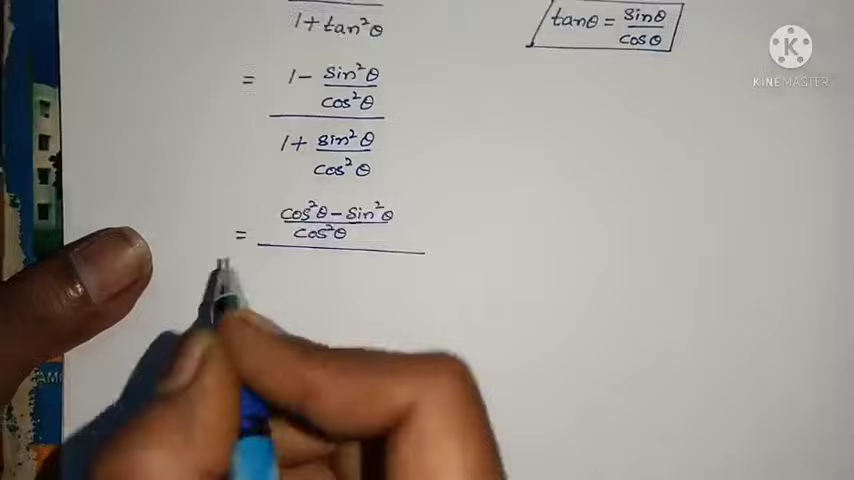 1 + tan²θ
tanθ = sinθ / cosθ
KINEMASTER
= 1 - sin²θ / cos²θ
1 + sin²θ / cos²θ
= cos²θ - sin²θ / cos²θ